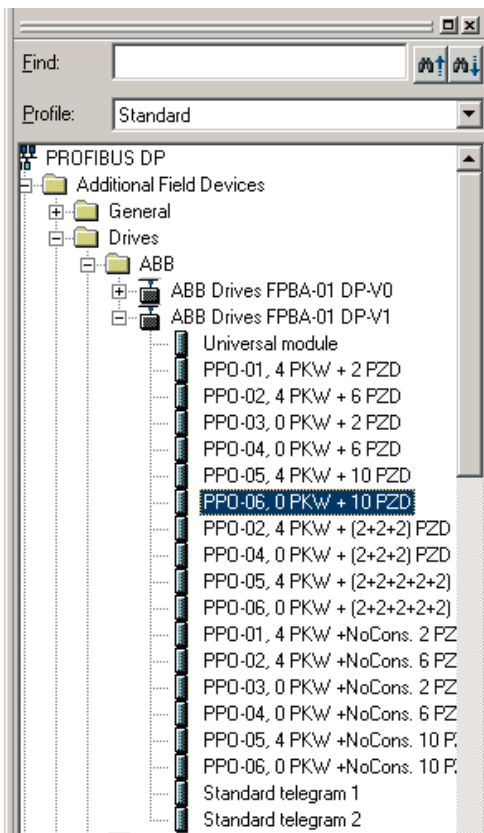 Find:
Profile: Standard
PROFIBUS DP
Additional Field Devices
General
Drives
ABB
ABB Drives FPBA-01 DP-V0
ABB Drives FPBA-01 DP-V1
Universal module
PPO-01, 4 PKW + 2 PZD
PPO-02, 4 PKW + 6 PZD
PPO-03, 0 PKW + 2 PZD
PPO-04, 0 PKW + 6 PZD
PPO-05, 4 PKW + 10 PZD
PPO-06, 0 PKW + 10 PZD
PPO-02, 4 PKW + (2+2+2) PZD
PPO-04, 0 PKW + (2+2+2) PZD
PPO-05, 4 PKW + (2+2+2+2+2)
PPO-06, 0 PKW + (2+2+2+2+2)
PPO-01, 4 PKW +NoCons. 2 PZ
PPO-02, 4 PKW +NoCons. 6 PZ
PPO-03, 0 PKW +NoCons. 2 PZ
PPO-04, 0 PKW +NoCons. 6 PZ
PPO-05, 4 PKW +NoCons. 10 P
PPO-06, 0 PKW +NoCons. 10 P
Standard telegram 1
Standard telegram 2